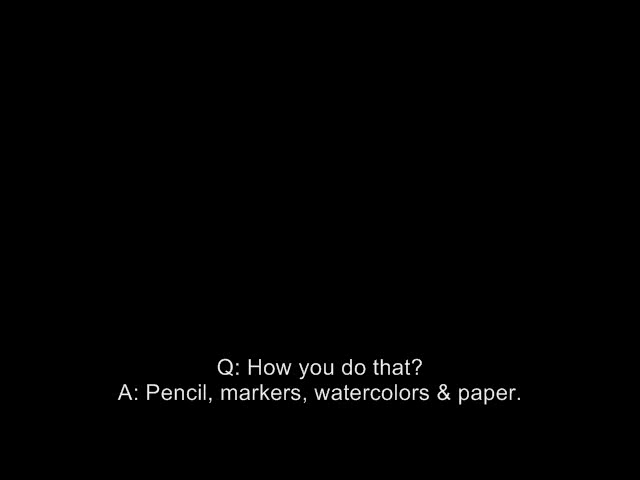 Q: How you do that?
A: Pencil, markers, watercolors & paper.